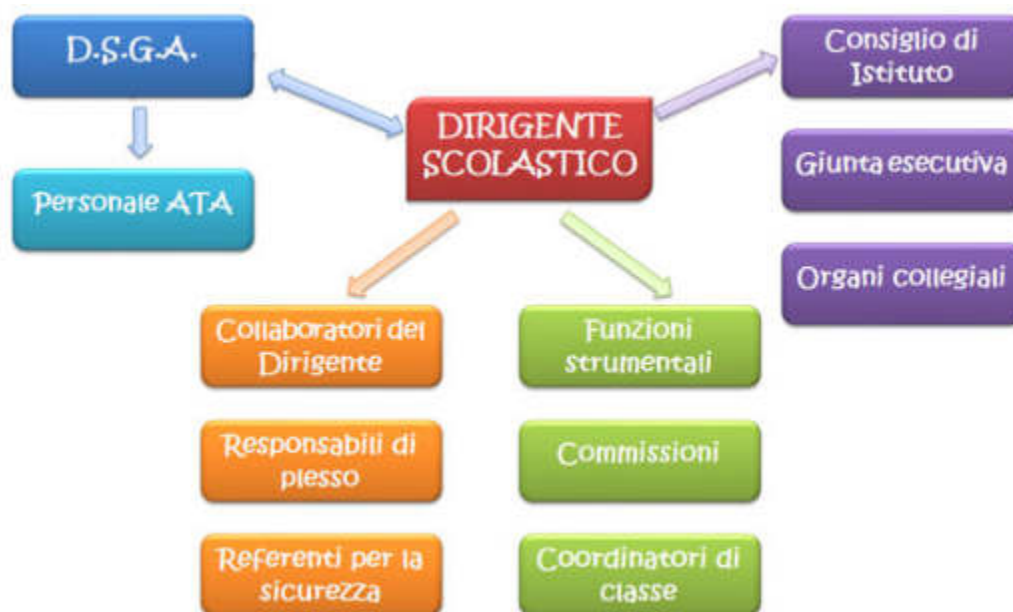 D.S.G.A.
Personale ATA
DIRIGENTE
SCOLASTICO
Consiglio di
Istituto
Giunta esecutiva
Organi collegiali
Collaboratori del
Dirigente
Responsabili di
plesso
Referenti per la
sicurezza
Funzioni
strumentali
Commissioni
Coordinatori di
classe